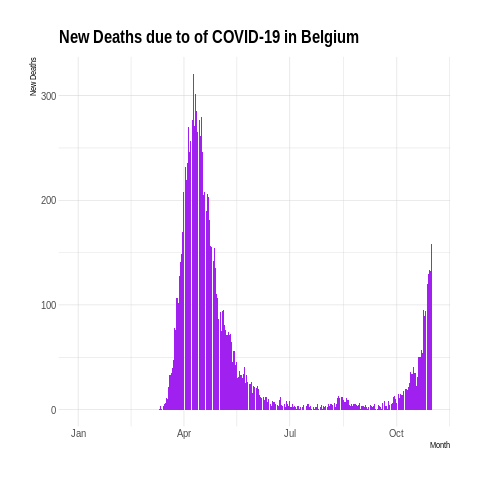 New Deaths due to of COVID-19 in Belgium
New Deaths
300
200
100
0
Jan Apr Jul Oct
Month